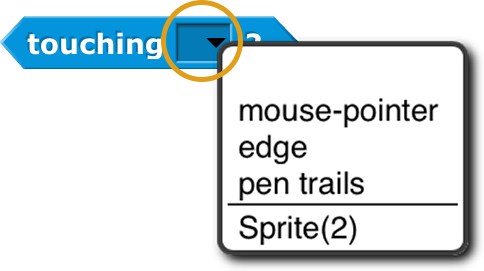 touching ?
mouse-pointer
edge
pen trails
Sprite(2)